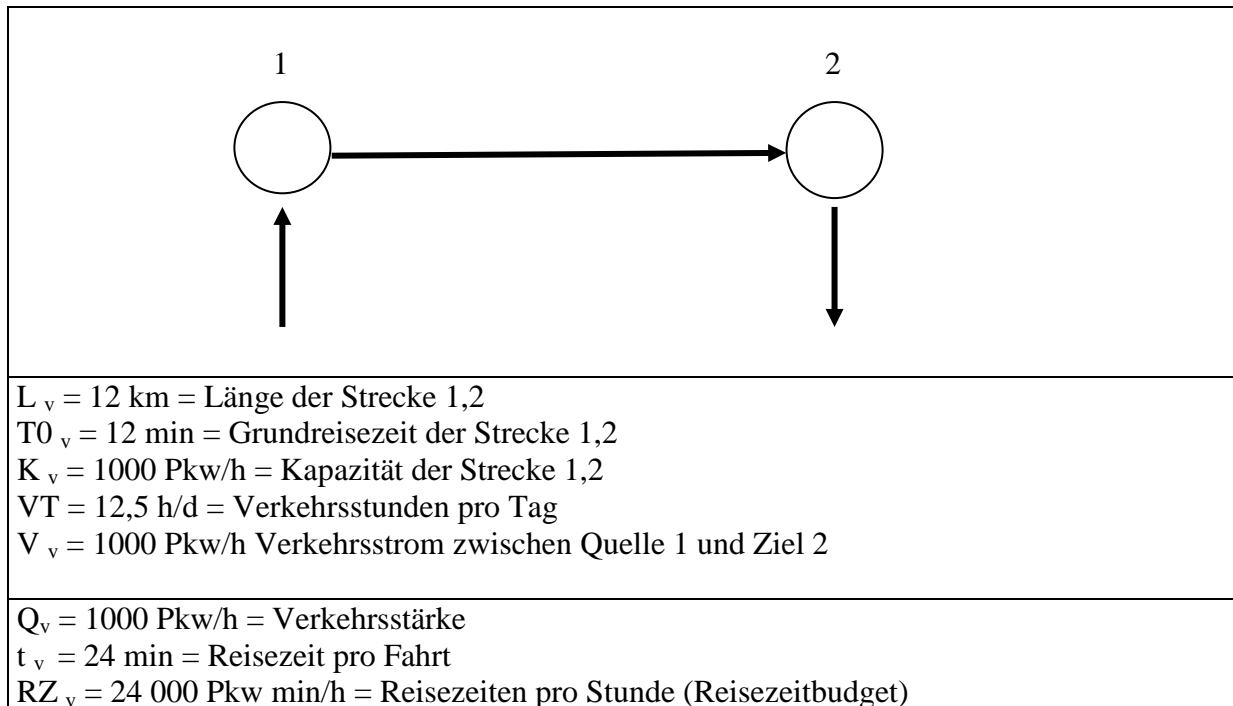 1 2
L v = 12 km = Länge der Strecke 1,2
T0 v = 12 min = Grundreisezeit der Strecke 1,2
K v = 1000 Pkw/h = Kapazität der Strecke 1,2
VT = 12,5 h/d = Verkehrsstunden pro Tag
V v = 1000 Pkw/h Verkehrsstrom zwischen Quelle 1 und Ziel 2
Qv = 1000 Pkw/h = Verkehrsstärke
t v = 24 min = Reisezeit pro Fahrt
RZ v = 24 000 Pkw min/h = Reisezeiten pro Stunde (Reisezeitbudget)